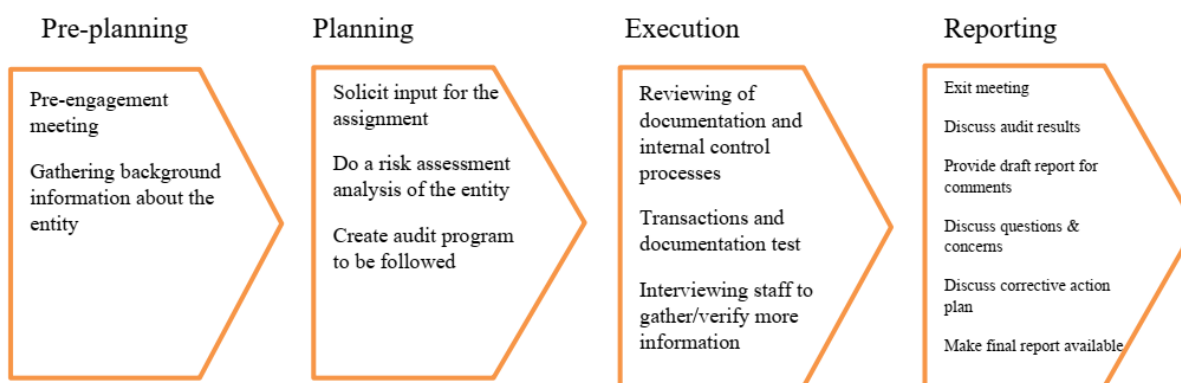 Pre-planning
Pre-engagement
meeting
Gathering background
information about the
entity
Planning
Solicit input for the
assignment
Do a risk assessment
analysis of the entity
Create audit program
to be followed
Execution
Reviewing of
documentation and
internal control
processes
Transactions and
documentation test
Interviewing staff to
gather/verify more
information
Reporting
Exit meeting
Discuss audit results
Provide draft report for
comments
Discuss questions &
concerns
Discuss corrective action
plan
Make final report available